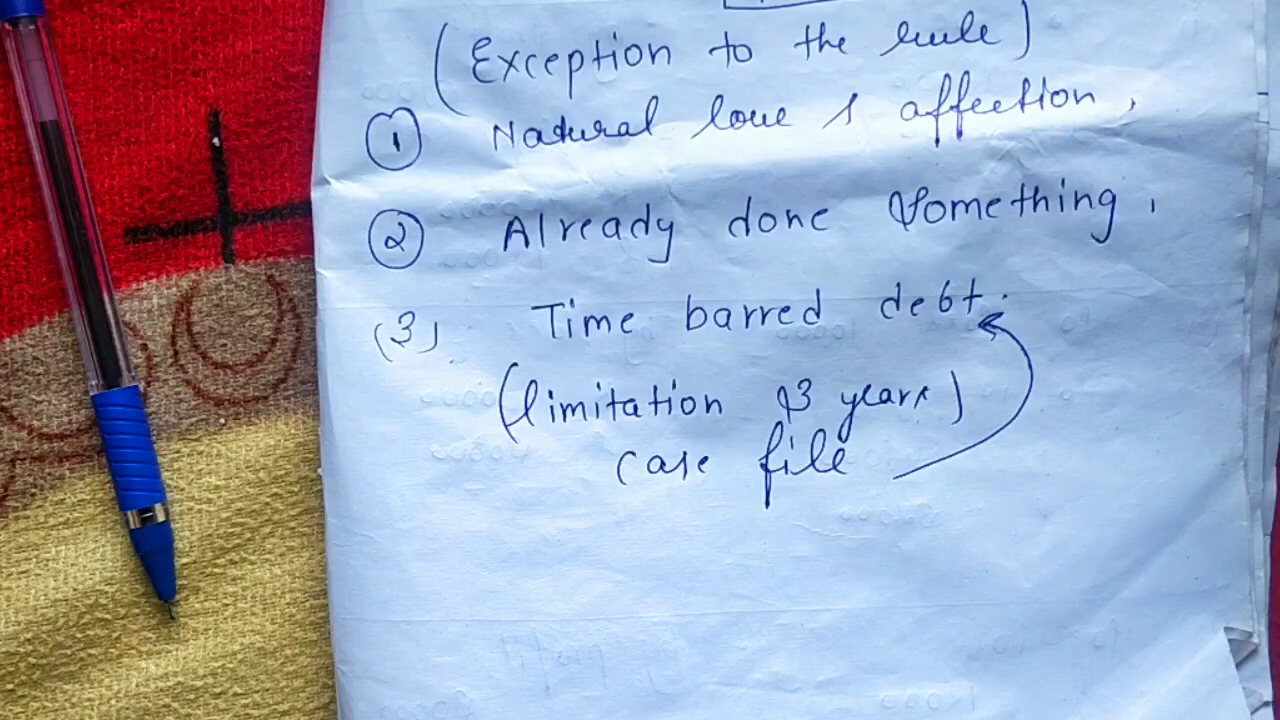 (Exception to the rule)
① Natural love & affection,
② Already done something,
(3) Time barred debt.
(limitation 3 years)
case file